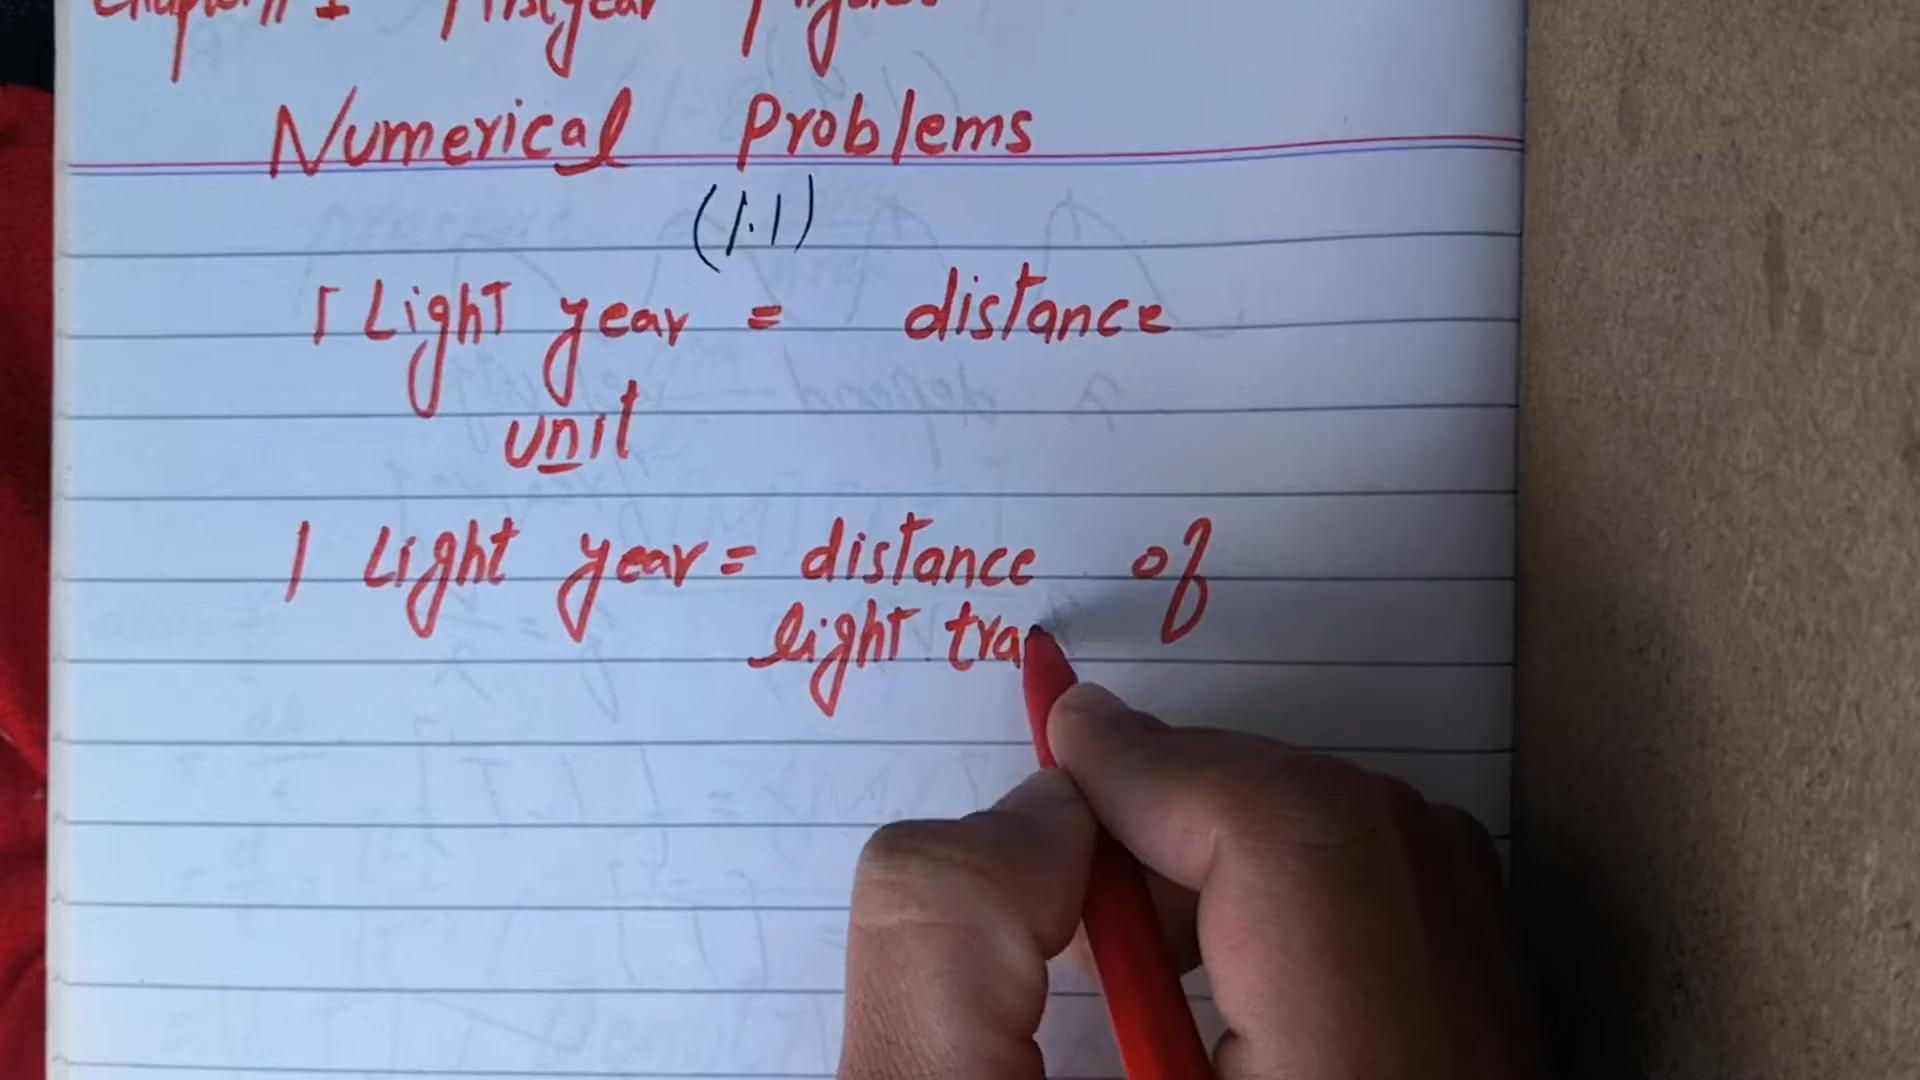 Numerical Problems
(1.1)
1 Light year = distance
unit
1 Light year = distance of
light tra